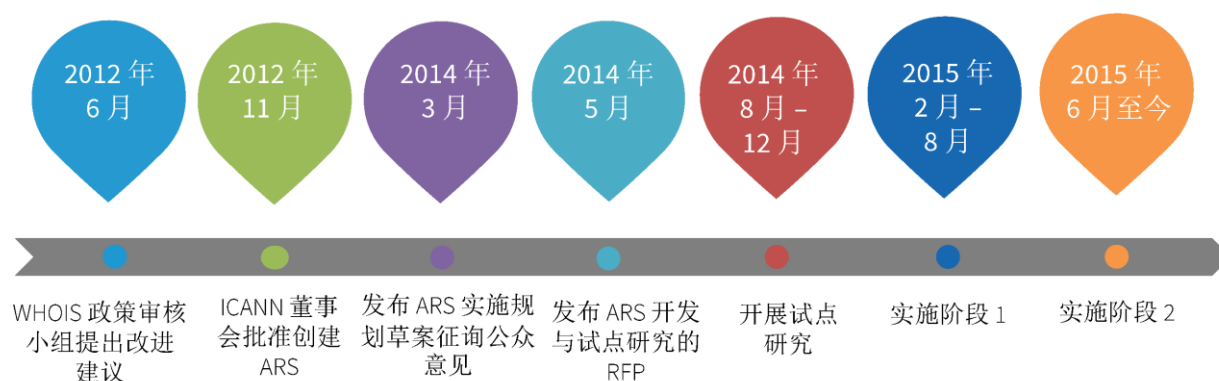 2012 年
6 月
2012 年
11 月
2014 年
3 月
2014 年
5 月
2014 年
8 月 –
12 月
2015 年
2 月 –
8 月
2015 年
6 月至今
WHOIS 政策审核
小组提出改进
建议
ICANN 董事
会批准创建
ARS
发布 ARS 实施规
划草案征询公众
意见
发布 ARS 开发
与试点研究的
RFP
开展试点
研究
实施阶段 1
实施阶段 2